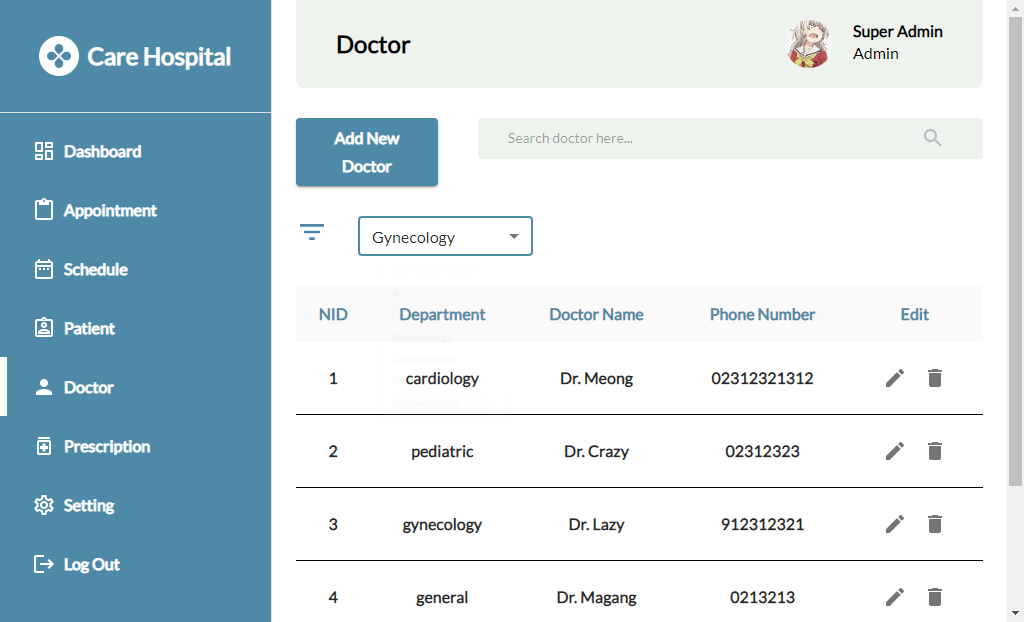 Care Hospital
Dashboard
Appointment
Schedule
Patient
Doctor
Prescription
Setting
Log Out
Doctor
Super Admin
Admin
Add New
Doctor
Search doctor here...
Gynecology
NID Department Doctor Name Phone Number Edit
1 cardiology Dr. Meong 02312321312
2 pediatric Dr. Crazy 02312323
3 gynecology Dr. Lazy 912312321
4 general Dr. Magang 0213213